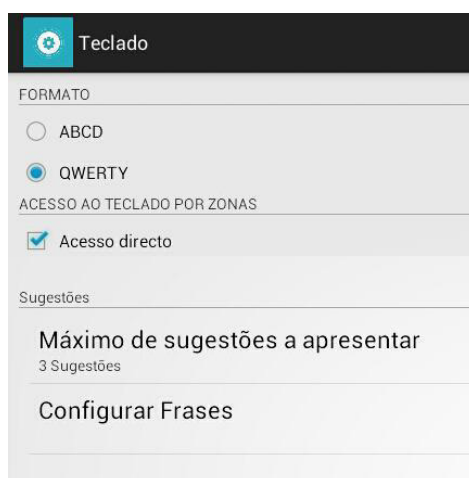 Teclado
FORMATO
ABCD
QWERTY
ACESSO AO TECLADO POR ZONAS
Acesso directo
Sugestões
Máximo de sugestões a apresentar
3 Sugestões
Configurar Frases